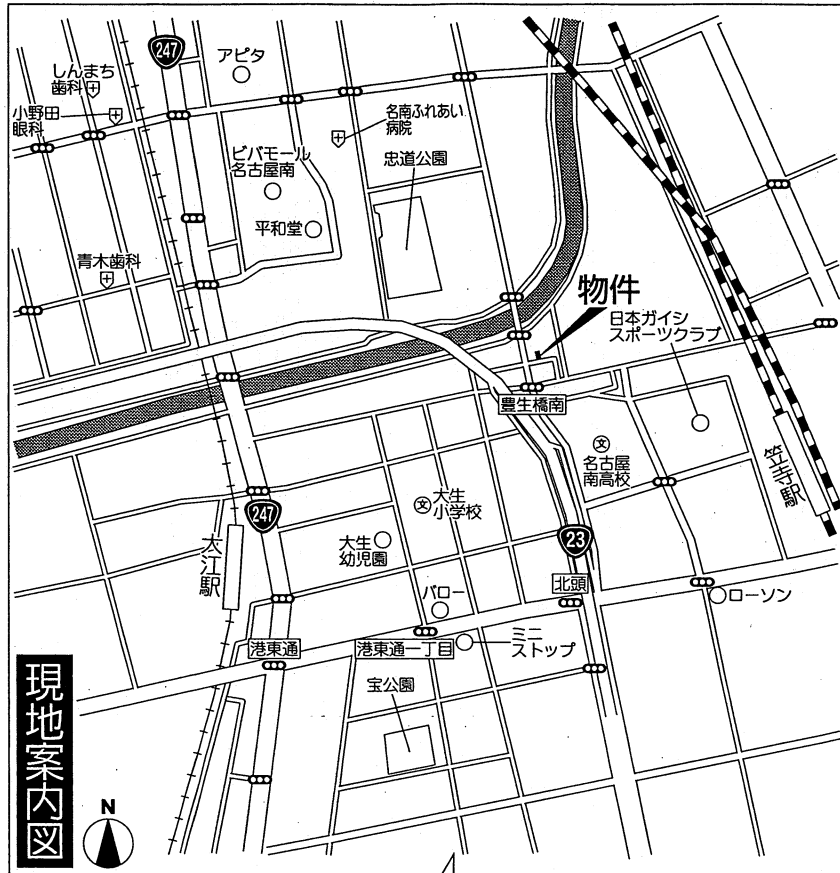 247
アピタ
しんまち
歯科
小野田
眼科
名南ふれあい
病院
ビバモール
名古屋南
忠道公園
平和堂
青木歯科
物件
日本ガイシ
スポーツクラブ
豊生橋南
文
名古屋
南高校
笠寺駅
文
大生
小学校
247
大生
幼児園
23
大江駅
バロー
北頭
ローソン
港東通
港東通一丁目
ミニ
ストップ
宝公園
現地案内図
N